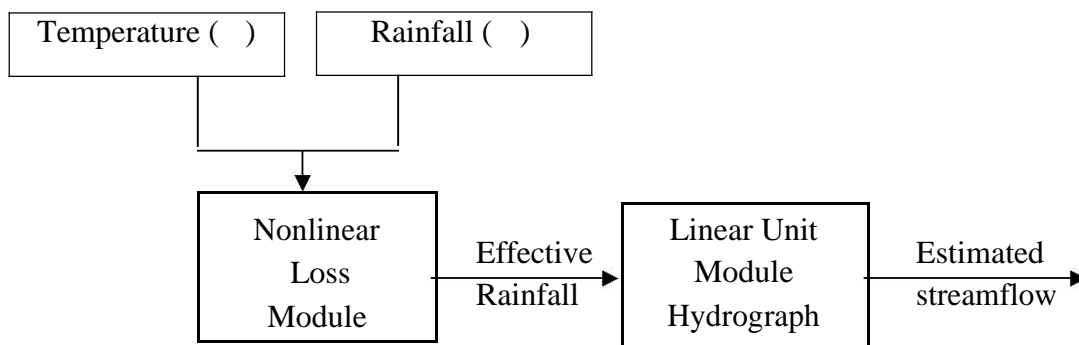 Temperature ( )
Rainfall ( )
Nonlinear
Loss
Module
Effective
Rainfall
Linear Unit
Module
Hydrograph
Estimated
streamflow